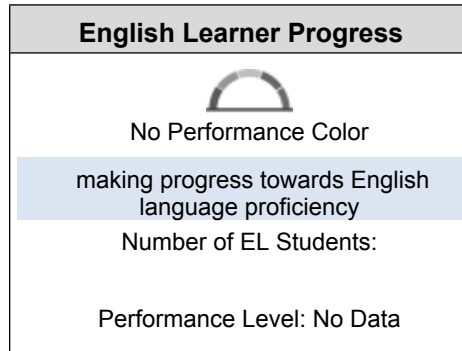 English Learner Progress
No Performance Color
making progress towards English
language proficiency
Number of EL Students:
Performance Level: No Data